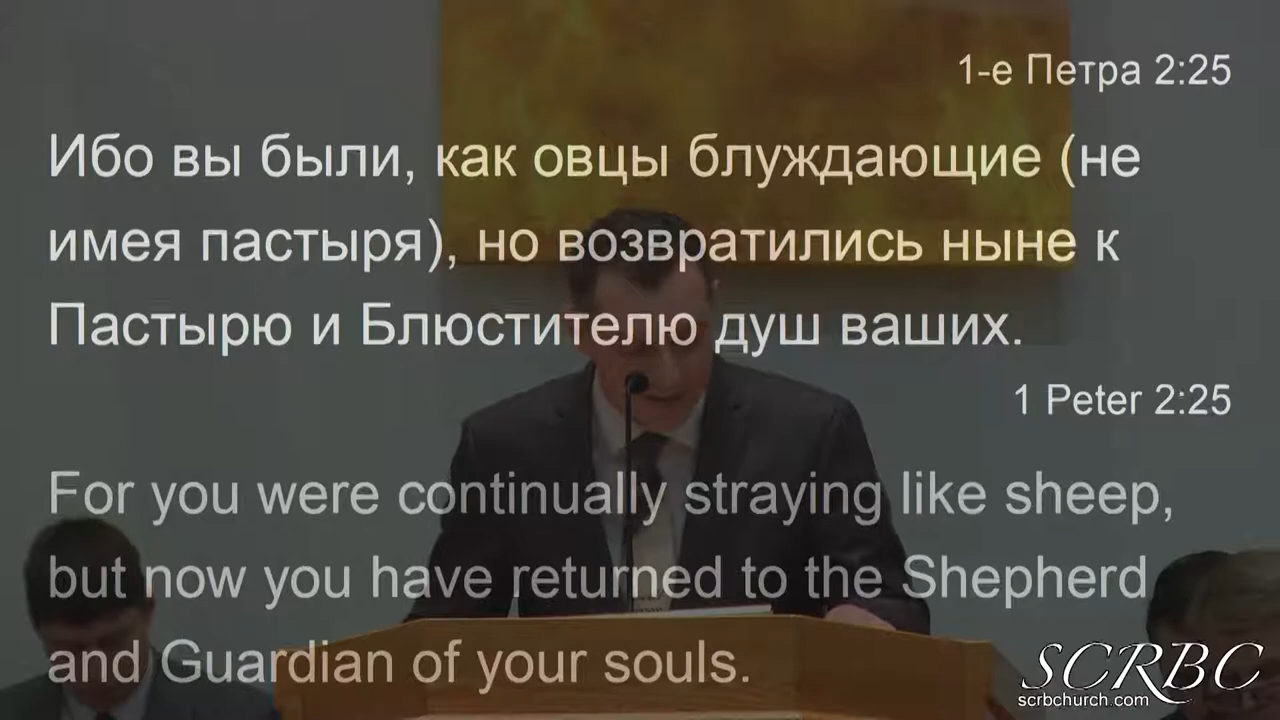 1-е Петра 2:25
Ибо вы были, как овцы блуждающие (не
имея пастыря), но возвратились ныне к
Пастырю и Блюстителю душ ваших.
1 Peter 2:25
For you were continually straying like sheep,
but now you have returned to the Shepherd
and Guardian of your souls.
SCRBC
scrbchurch.com